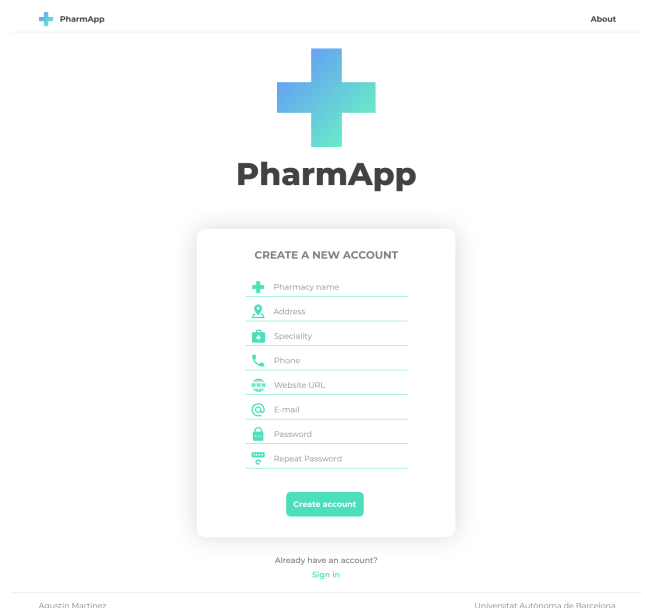 PharmApp
About
PharmApp
CREATE A NEW ACCOUNT
Pharmacy name
Address
Speciality
Phone
www
Website URL
E-mail
Password
Repeat Password
Create account
Already have an account?
Sign in
Agustín Martínez
Universitat Autònoma de Barcelona